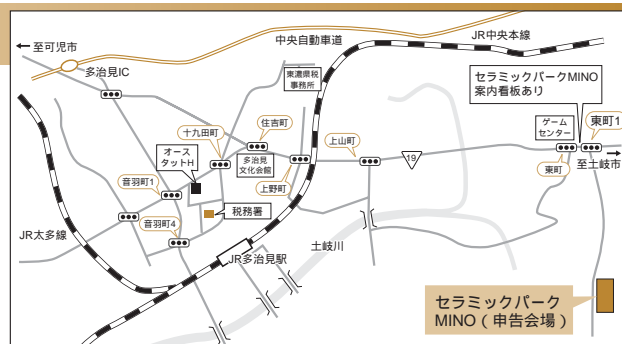 ←至可児市
中央自動車道
JR中央本線
多治見IC
東濃県税
事務所
セラミックパークMINO
案内看板あり
住吉町
十九田町
ゲーム
センター
東町1
オース
タットH
多治見
文化会館
上山町
19
上野町
東町
至土岐市
→
音羽町1
税務署
音羽町4
JR太多線
土岐川
JR多治見駅
セラミックパーク
MINO(申告会場)